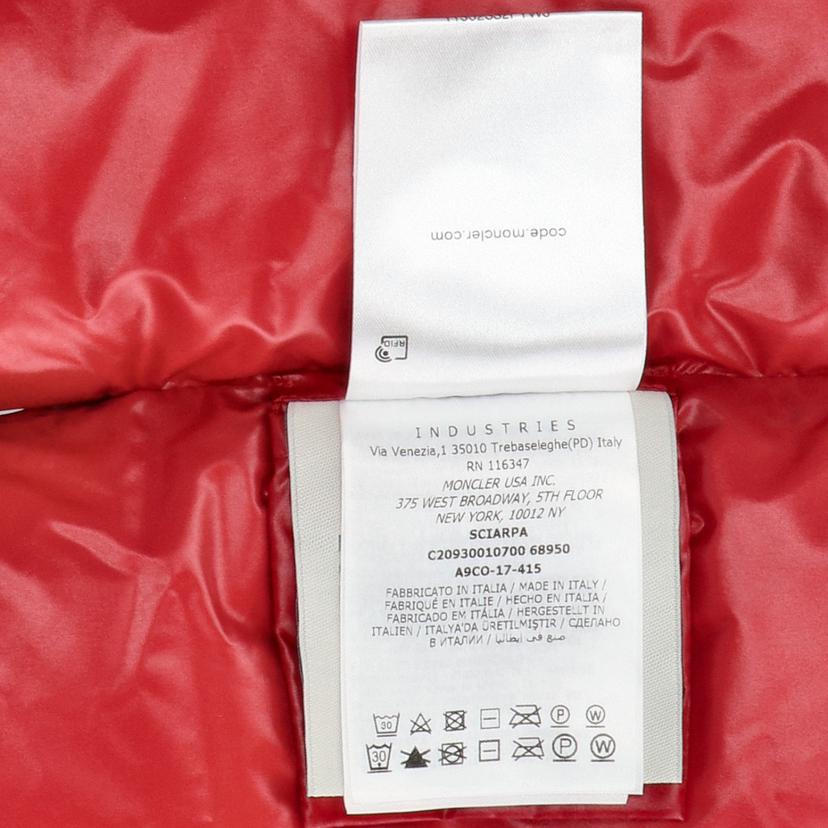 code.moncler.com
RFID
INDUSTRIES
Via Venezia,1 35010 Trebaseleghe(PD) Italy
RN 116347
MONCLER USA INC.
375 WEST BROADWAY, 5TH FLOOR
NEW YORK, 10012 NY
SCIARPA
C20930010700 68950
A9CO-17-415
FABBRICATO IN ITALIA / MADE IN ITALY /
FABRIQUÉ EN ITALIE / HECHO EN ITALIA /
FABRICADO EM ITÁLIA / HERGESTELLT IN
ITALIEN / ITALYA'DA ÜRETILMIŞTIR / СДЕЛАНО
В ИТАЛИИ / صنع في ايطاليا
30 P W
30 P W